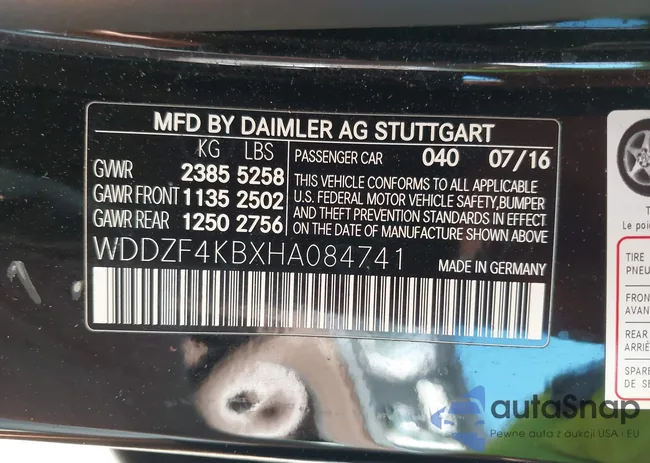 MFD BY DAIMLER AG STUTTGART
KG LBS
GVWR 2385 5258
GAWR FRONT 1135 2502
GAWR REAR 1250 2756
PASSENGER CAR 040 07/16
THIS VEHICLE CONFORMS TO ALL APPLICABLE
U.S. FEDERAL MOTOR VEHICLE SAFETY,BUMPER
AND THEFT PREVENTION STANDARDS IN EFFECT
ON THE DATE OF MANUFACTURE SHOWN ABOVE.
WDDZF4KBXHA084741
MADE IN GERMANY
Le poi
TIRE
PNEU
FRON
AVAN
REAR
ARRIÈ
SPARE
DE SE
autoSnap
Pewne auta z aukcji USA i EU